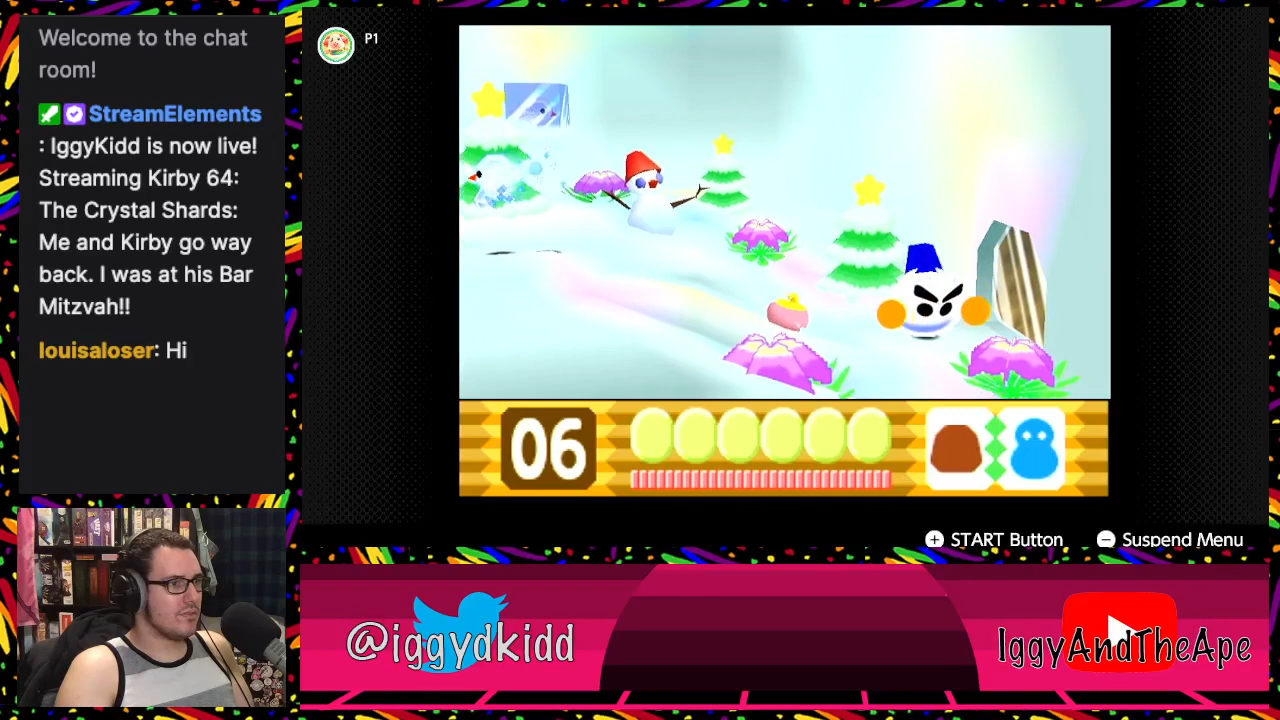 Welcome to the chat
room!
StreamElements
: IggyKidd is now live!
Streaming Kirby 64:
The Crystal Shards:
Me and Kirby go way
back. I was at his Bar
Mitzvah!!
louisaloser: Hi
P1
06
START Button
Suspend Menu
@iggydkidd
IggyAndTheApe